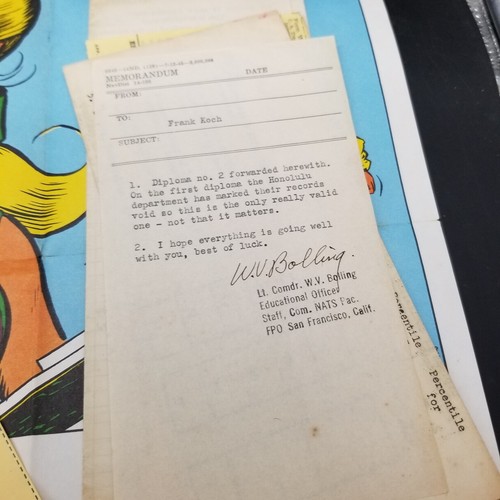 MEMORANDUM
DATE
FROM:
TO:
Frank Koch
SUBJECT:
1. Diploma no. 2 forwarded herewith.
On the first diploma the Honolulu
department has marked their records
void so this is the only really valid
one - not that it matters.
2. I hope everything is going well
with you, best of luck.
W.V. Bolling.
Lt. Comdr. W.V. Bolling
Educational Officer
Staff, Com. NATS Pac.
FPO San Francisco, Calif.
Percentile
Percentile
for